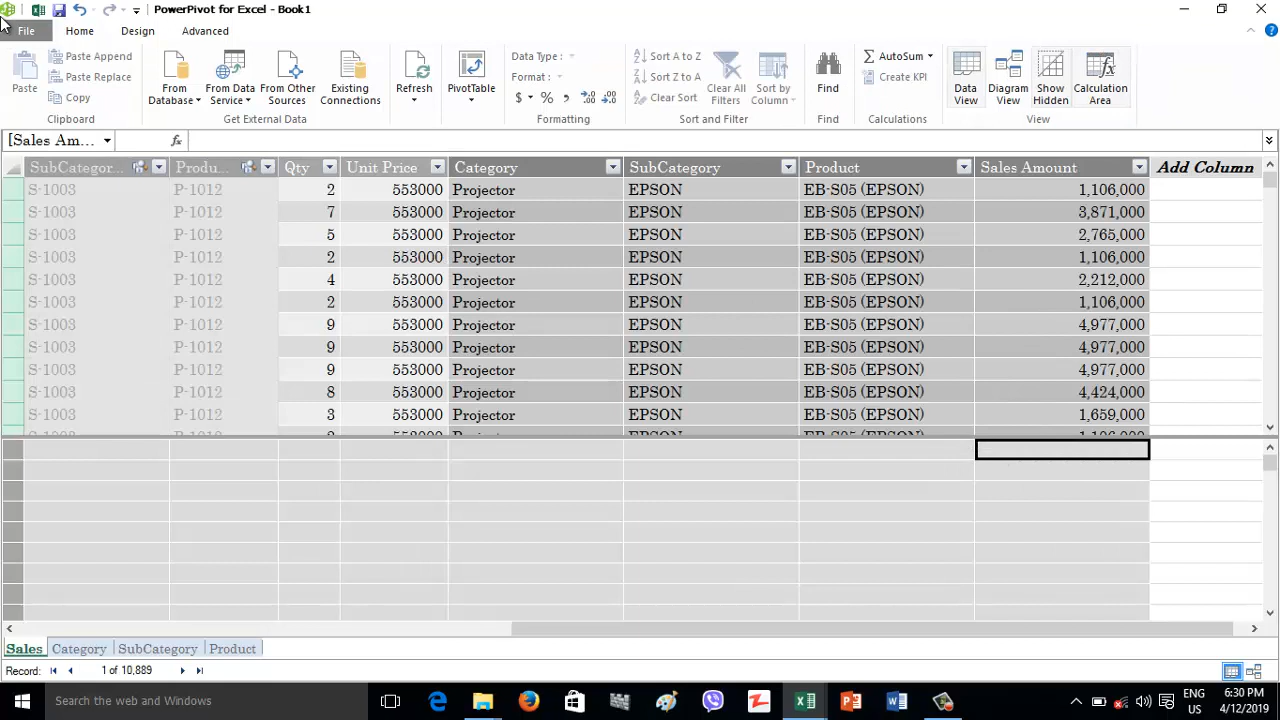 PowerPivot for Excel - Book1
File Home Design Advanced
Paste Paste Append Paste Replace Copy Clipboard
From Database From Data Service From Other Sources Existing Connections Get External Data
Refresh PivotTable
Data Type : Format : $ % , Formatting
Sort A to Z Sort Z to A Clear Sort Clear All Filters Sort by Column Sort and Filter
Find Find
AutoSum Create KPI Calculations
Data View Diagram View Show Hidden Calculation Area View
[Sales Am... fx
SubCategor... Produ... Qty Unit Price Category SubCategory Product Sales Amount Add Column
S-1003 P-1012 2 553000 Projector EPSON EB-S05 (EPSON) 1,106,000
S-1003 P-1012 7 553000 Projector EPSON EB-S05 (EPSON) 3,871,000
S-1003 P-1012 5 553000 Projector EPSON EB-S05 (EPSON) 2,765,000
S-1003 P-1012 2 553000 Projector EPSON EB-S05 (EPSON) 1,106,000
S-1003 P-1012 4 553000 Projector EPSON EB-S05 (EPSON) 2,212,000
S-1003 P-1012 2 553000 Projector EPSON EB-S05 (EPSON) 1,106,000
S-1003 P-1012 9 553000 Projector EPSON EB-S05 (EPSON) 4,977,000
S-1003 P-1012 9 553000 Projector EPSON EB-S05 (EPSON) 4,977,000
S-1003 P-1012 9 553000 Projector EPSON EB-S05 (EPSON) 4,977,000
S-1003 P-1012 8 553000 Projector EPSON EB-S05 (EPSON) 4,424,000
S-1003 P-1012 3 553000 Projector EPSON EB-S05 (EPSON) 1,659,000
Sales Category SubCategory Product
Record: 1 of 10,889
Search the web and Windows
ENG US 6:30 PM 4/12/2019